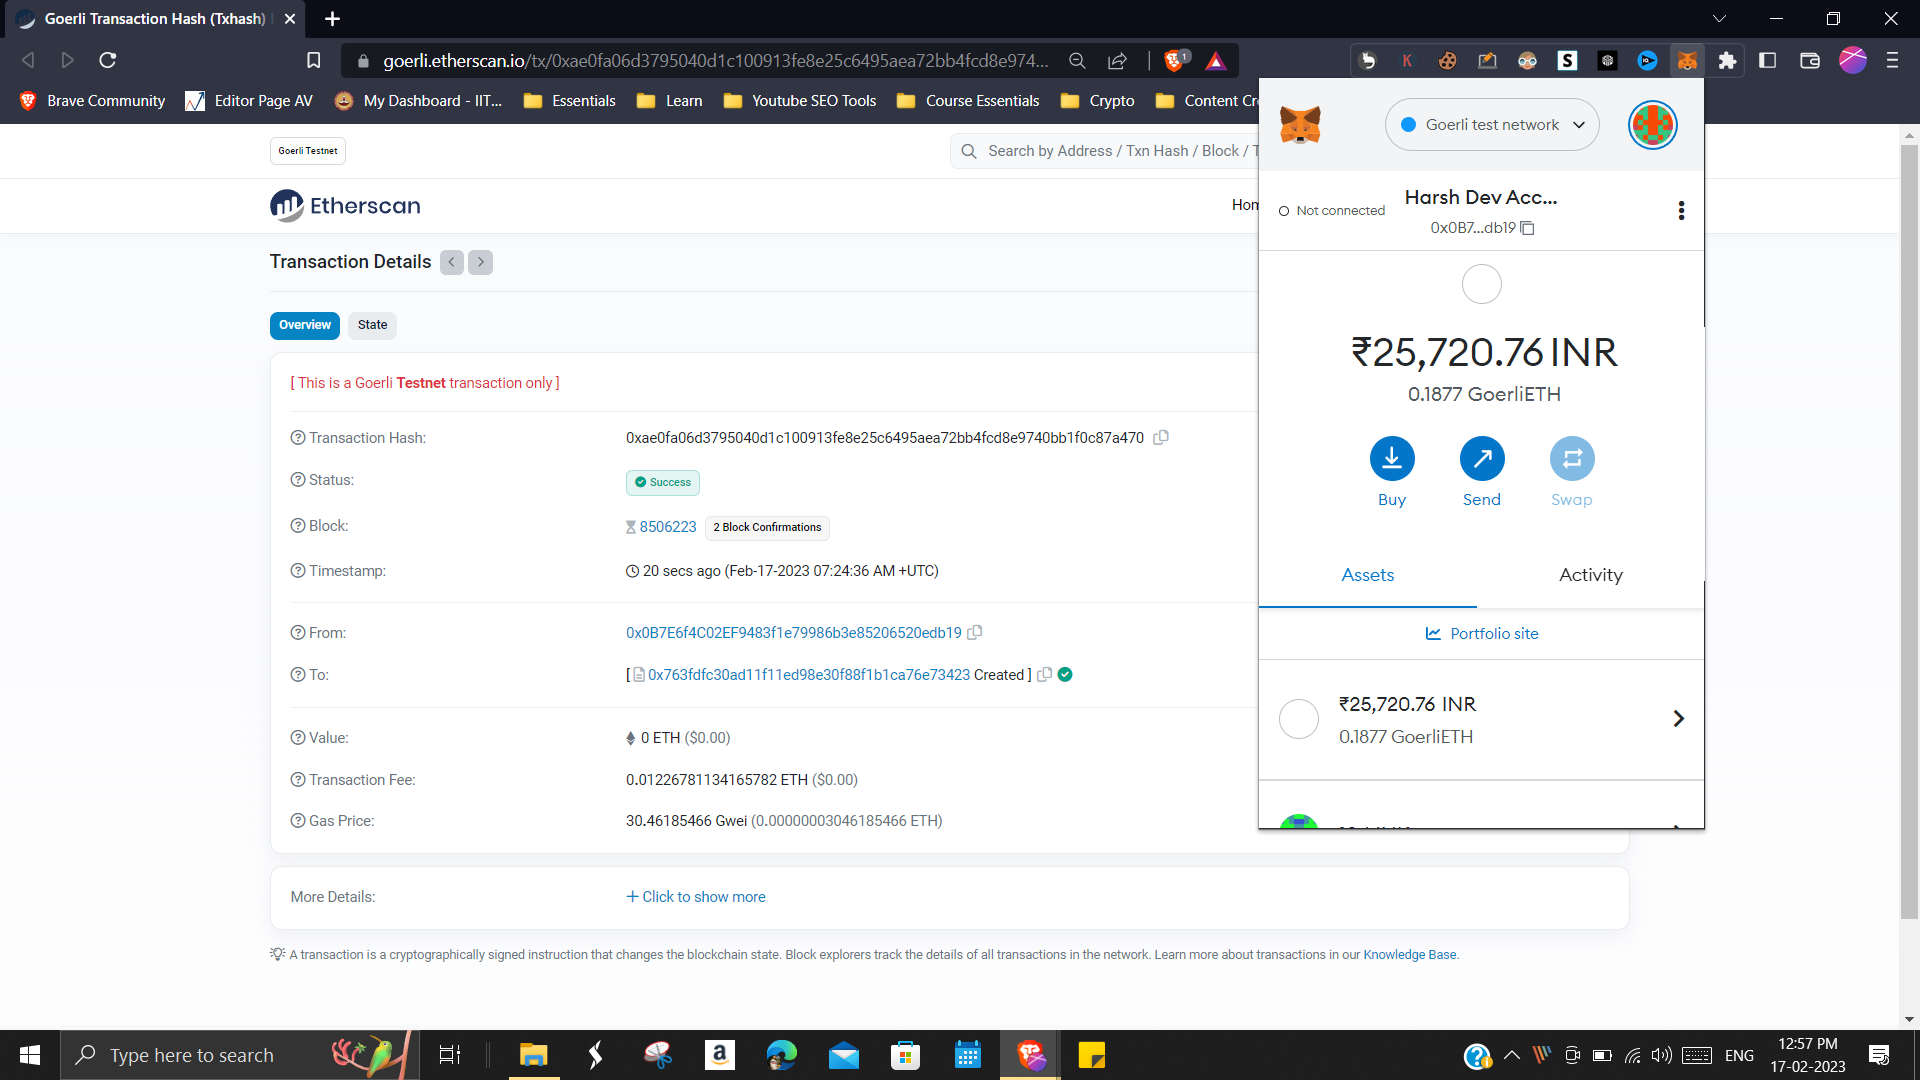 Goerli Transaction Hash (Txhash)
goerli.etherscan.io/tx/0xae0fa06d3795040d1c100913fe8e25c6495aea72bb4fcd8e974...
1
K
S
Brave Community
Editor Page AV
My Dashboard - IIT...
Essentials
Learn
Youtube SEO Tools
Course Essentials
Crypto
Content Cr
Goerli Testnet
Search by Address / Txn Hash / Block / T
Etherscan
Hom
Transaction Details
Overview
State
[ This is a Goerli Testnet transaction only ]
Transaction Hash:
0xae0fa06d3795040d1c100913fe8e25c6495aea72bb4fcd8e9740bb1f0c87a470
Status:
Success
Block:
8506223
2 Block Confirmations
Timestamp:
20 secs ago (Feb-17-2023 07:24:36 AM +UTC)
From:
0x0B7E6f4C02EF9483f1e79986b3e85206520edb19
To:
[ 0x763fdfc30ad11f11ed98e30f88f1b1ca76e73423 Created ]
Value:
0 ETH ($0.00)
Transaction Fee:
0.01226781134165782 ETH ($0.00)
Gas Price:
30.46185466 Gwei (0.00000003046185466 ETH)
More Details:
+ Click to show more
A transaction is a cryptographically signed instruction that changes the blockchain state. Block explorers track the details of all transactions in the network. Learn more about transactions in our Knowledge Base.
Goerli test network
Not connected
Harsh Dev Acc...
0x0B7...db19
₹25,720.76 INR
0.1877 GoerliETH
Buy
Send
Swap
Assets
Activity
Portfolio site
₹25,720.76 INR
0.1877 GoerliETH
Type here to search
ENG
12:57 PM
17-02-2023